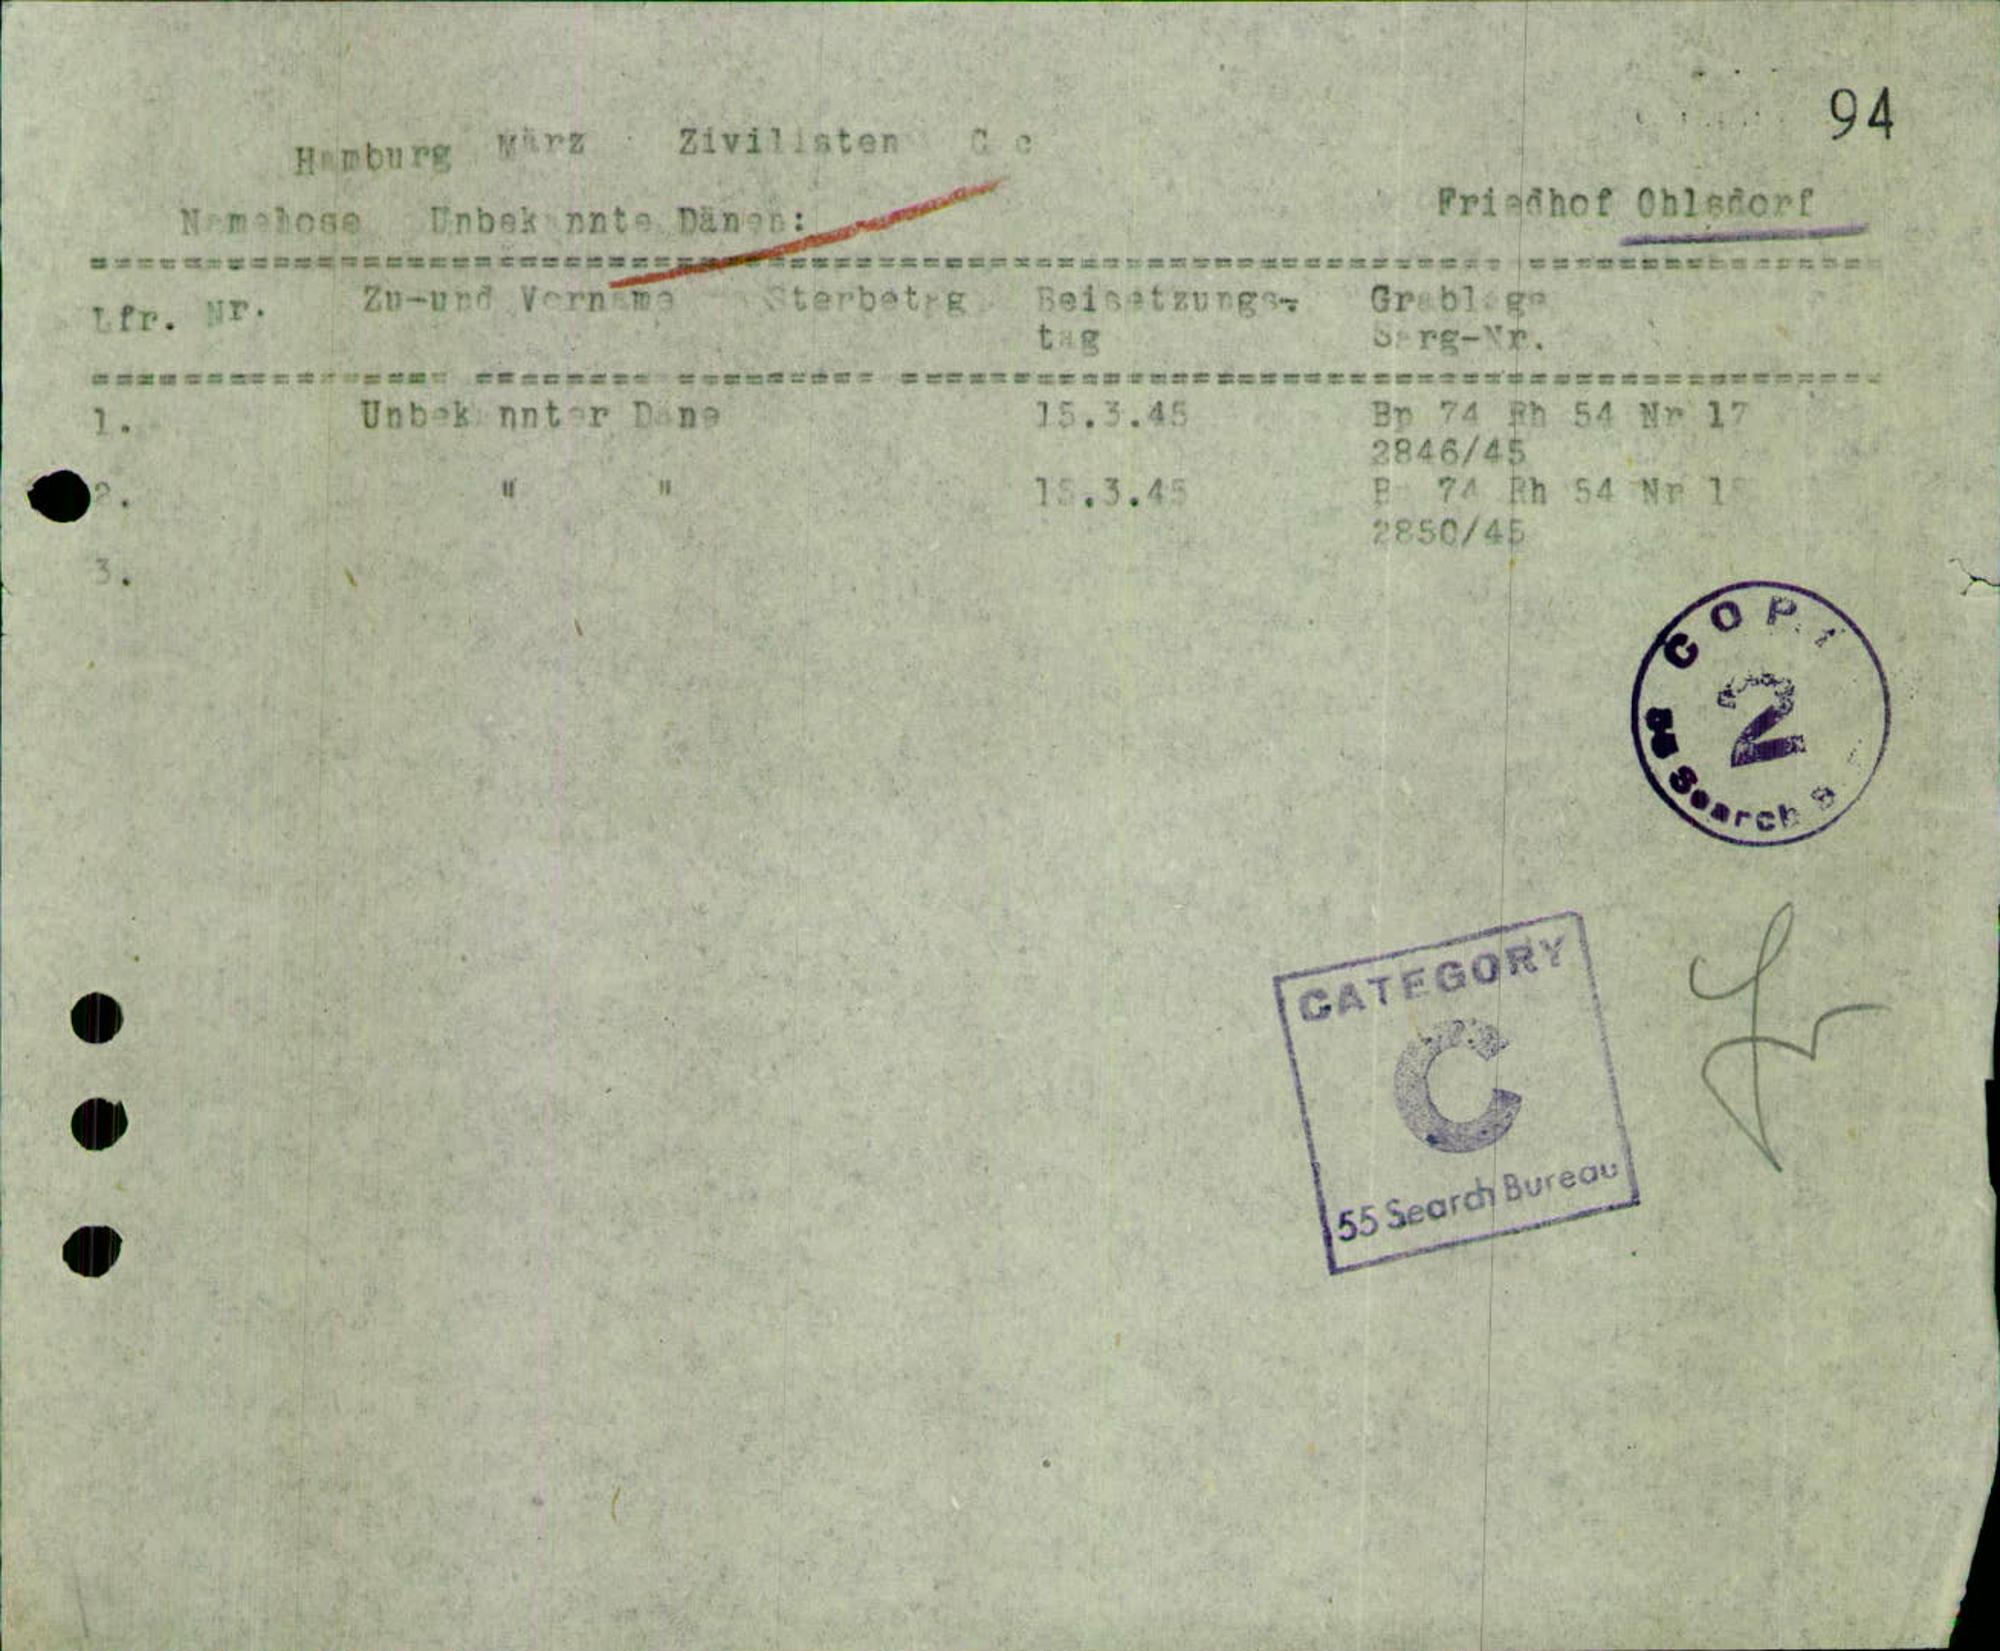 94
Hamburg März Zivilisten C c
Namenlose Unbekannte Dänen: Friedhof Ohlsdorf
Lfr. Nr. Zu-und Vorname Sterbetag Beisetzungs- Grablage
tag Sarg-Nr.
1. Unbekannter Däne 15.3.45 Bp 74 Rh 54 Nr 17
2846/45
2. " " 15.3.45 74 Rh 54 Nr
2850/45
3.
COPY
2
Search
CATEGORY
C
55 Search Bureau